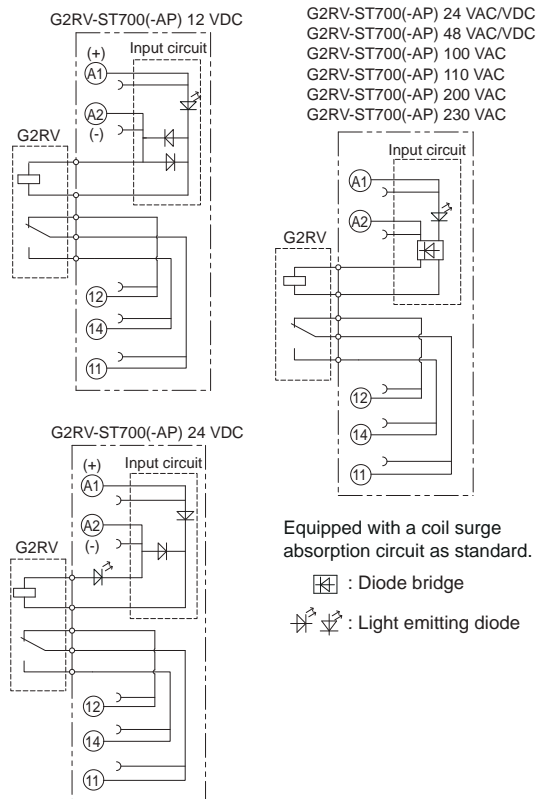 G2RV-ST700(-AP) 12 VDC
(+)
Input circuit
A1
A2
(-)
G2RV
12
14
11
G2RV-ST700(-AP) 24 VAC/VDC
G2RV-ST700(-AP) 48 VAC/VDC
G2RV-ST700(-AP) 100 VAC
G2RV-ST700(-AP) 110 VAC
G2RV-ST700(-AP) 200 VAC
G2RV-ST700(-AP) 230 VAC
Input circuit
A1
A2
G2RV
12
14
11
G2RV-ST700(-AP) 24 VDC
(+)
Input circuit
A1
A2
(-)
G2RV
12
14
11
Equipped with a coil surge
absorption circuit as standard.
: Diode bridge
: Light emitting diode